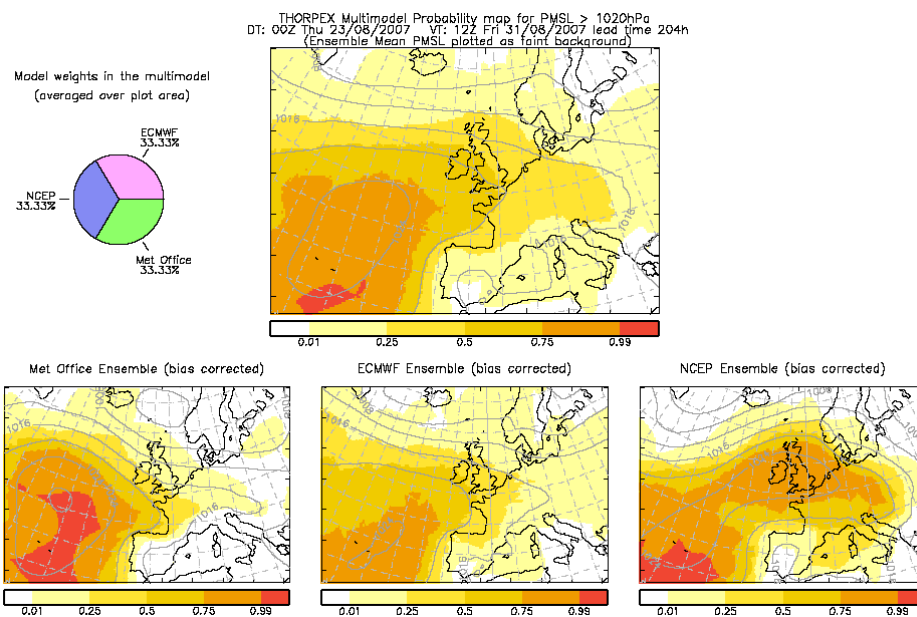 THORPEX Multimodel Probability map for PMSL > 1020hPa
DT: 00Z Thu 23/08/2007 VT: 12Z Fri 31/08/2007 lead time 204h
(Ensemble Mean PMSL plotted as faint background)
Model weights in the multimodel
(averaged over plot area)
ECMWF
33.33%
NCEP
33.33%
Met Office
33.33%
1016
1016
1016
0.01 0.25 0.5 0.75 0.99
Met Office Ensemble (bias corrected)
ECMWF Ensemble (bias corrected)
NCEP Ensemble (bias corrected)
1016
1016
1008
1016
1016
0.01 0.25 0.5 0.75 0.99
0.01 0.25 0.5 0.75 0.99
0.01 0.25 0.5 0.75 0.99